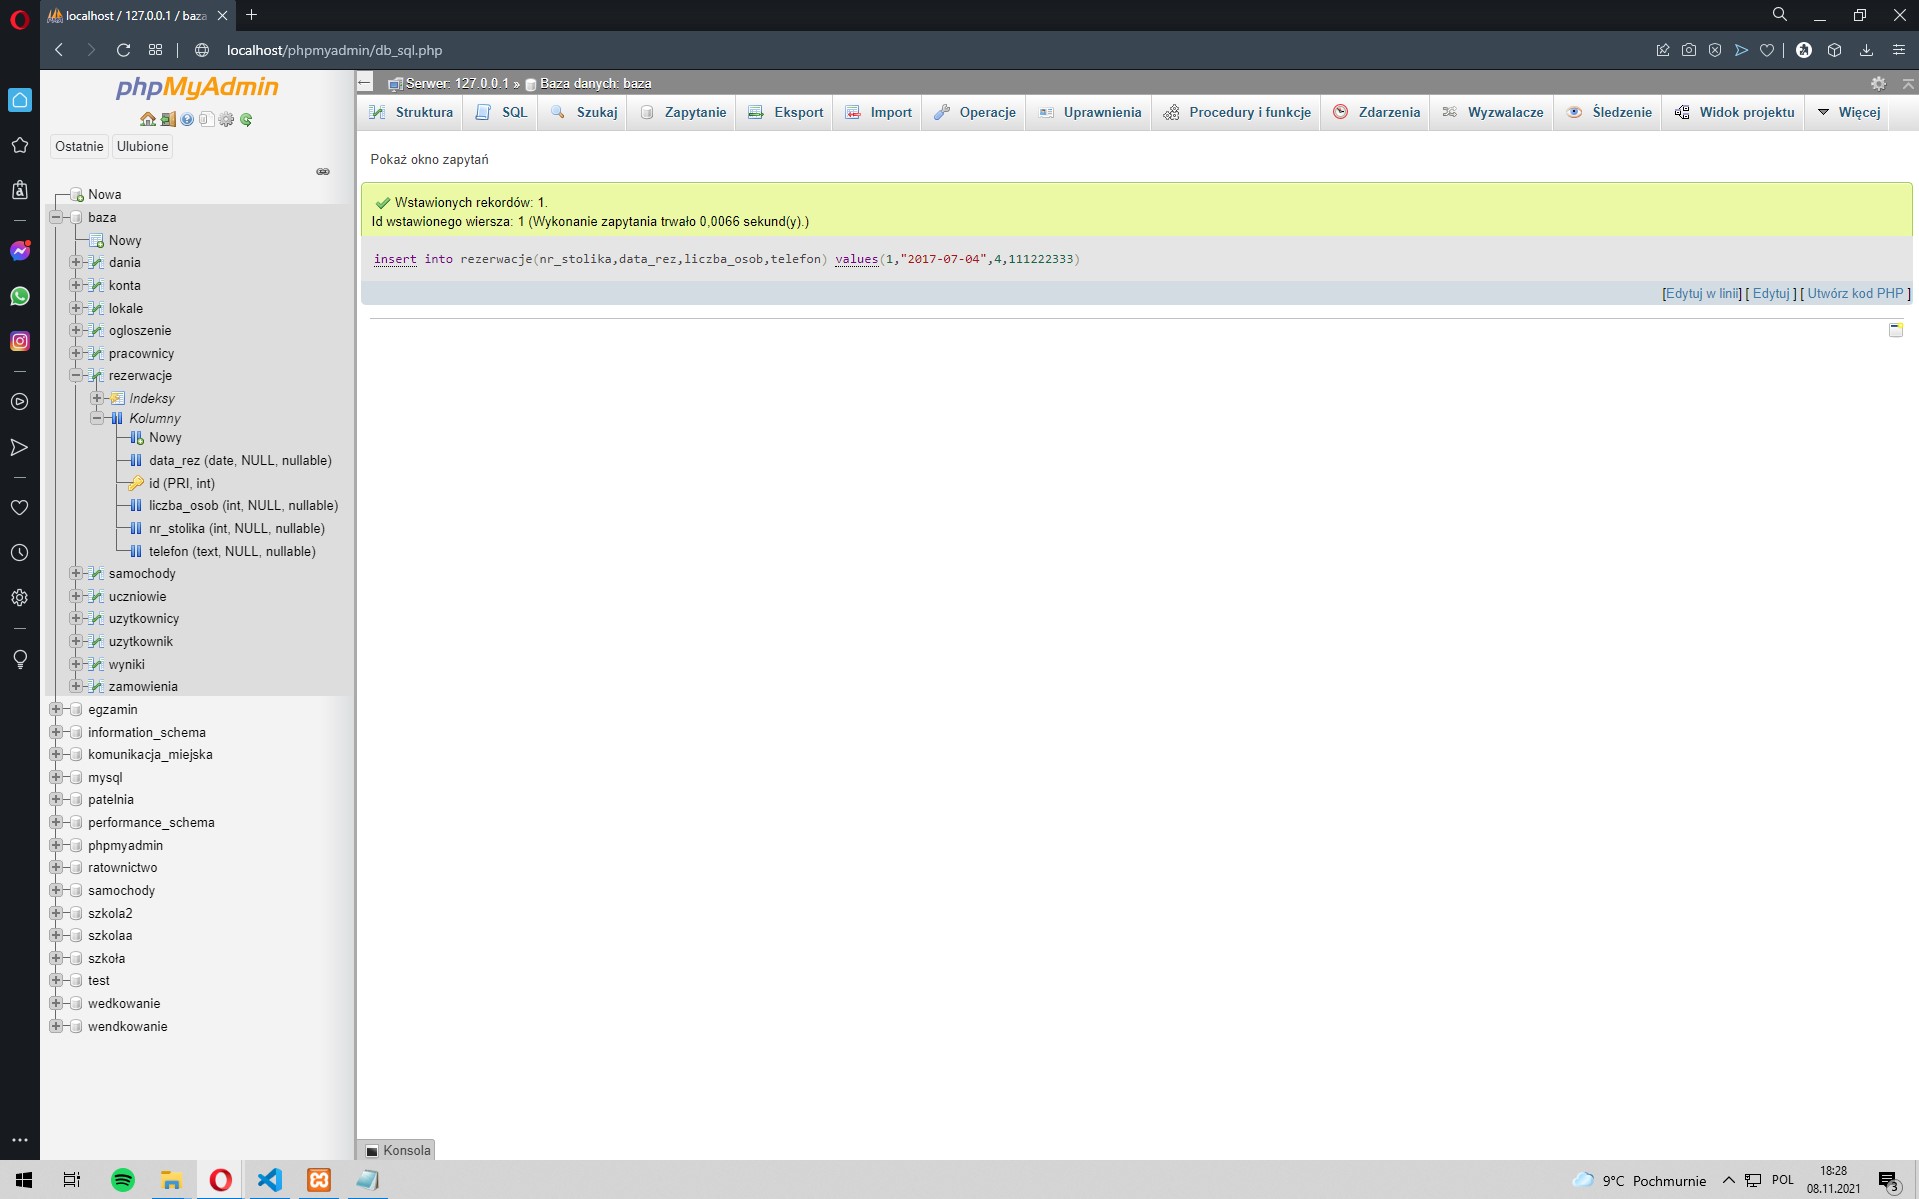 localhost / 127.0.0.1 / baza
localhost/phpmyadmin/db_sql.php
phpMyAdmin
Ostatnie Ulubione
Nowa
baza
Nowy
dania
konta
lokale
ogloszenie
pracownicy
rezerwacje
Indeksy
Kolumny
Nowy
data_rez (date, NULL, nullable)
id (PRI, int)
liczba_osob (int, NULL, nullable)
nr_stolika (int, NULL, nullable)
telefon (text, NULL, nullable)
samochody
uczniowie
uzytkownicy
uzytkownik
wyniki
zamowienia
egzamin
information_schema
komunikacja_miejska
mysql
patelnia
performance_schema
phpmyadmin
ratownictwo
samochody
szkola2
szkolaa
szkoła
test
wedkowanie
wendkowanie
Serwer: 127.0.0.1 » Baza danych: baza
Struktura SQL Szukaj Zapytanie Eksport Import Operacje Uprawnienia Procedury i funkcje Zdarzenia Wyzwalacze Śledzenie Widok projektu Więcej
Pokaż okno zapytań
Wstawionych rekordów: 1.
Id wstawionego wiersza: 1 (Wykonanie zapytania trwało 0,0066 sekund(y).)
insert into rezerwacje(nr_stolika,data_rez,liczba_osob,telefon) values(1,"2017-07-04",4,111222333)
[Edytuj w linii] [ Edytuj ] [ Utwórz kod PHP ]
Konsola
9°C Pochmurnie
POL
18:28
08.11.2021
3